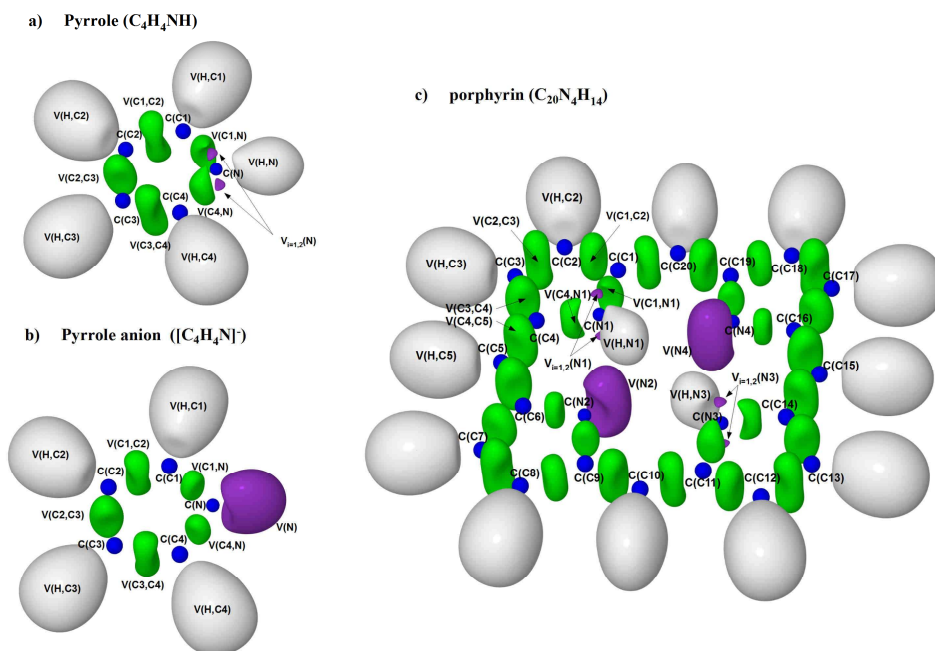 a) Pyrrole (C₄H₄NH)
V(H,C1)
V(C1,C2)
C(C1)
V(H,C2)
C(C2)
V(C1,N)
V(H,N)
C(N)
V(C2,C3)
C(C4)
V(C4,N)
C(C3)
V(C3,C4)
V(H,C3)
V(H,C4)
Vᵢ₌₁,₂(N)
b) Pyrrole anion ([C₄H₄N]⁻)
V(H,C1)
V(C1,C2)
V(H,C2)
C(C2)
C(C1)
V(C1,N)
C(N)
V(C2,C3)
V(N)
C(C3)
C(C4)
V(C4,N)
V(C3,C4)
V(H,C3)
V(H,C4)
c) porphyrin (C₂₀N₄H₁₄)
V(H,C2)
V(C2,C3)
V(C1,C2)
V(H,C3)
C(C3)
C(C2)
C(C1)
C(C20)
C(C19)
C(C18)
C(C17)
V(C4,N1)
V(C3,C4)
V(C1,N1)
V(C4,C5)
C(N1)
C(C16)
C(N4)
C(C4)
V(H,N1)
V(N4)
C(C5)
V(H,C5)
Vᵢ₌₁,₂(N1)
Vᵢ₌₁,₂(N3)
C(C15)
V(N2)
V(H,N3)
C(N2)
C(C6)
C(N3)
C(C14)
C(C7)
C(C8)
C(C9)
C(C10)
C(C11)
C(C12)
C(C13)